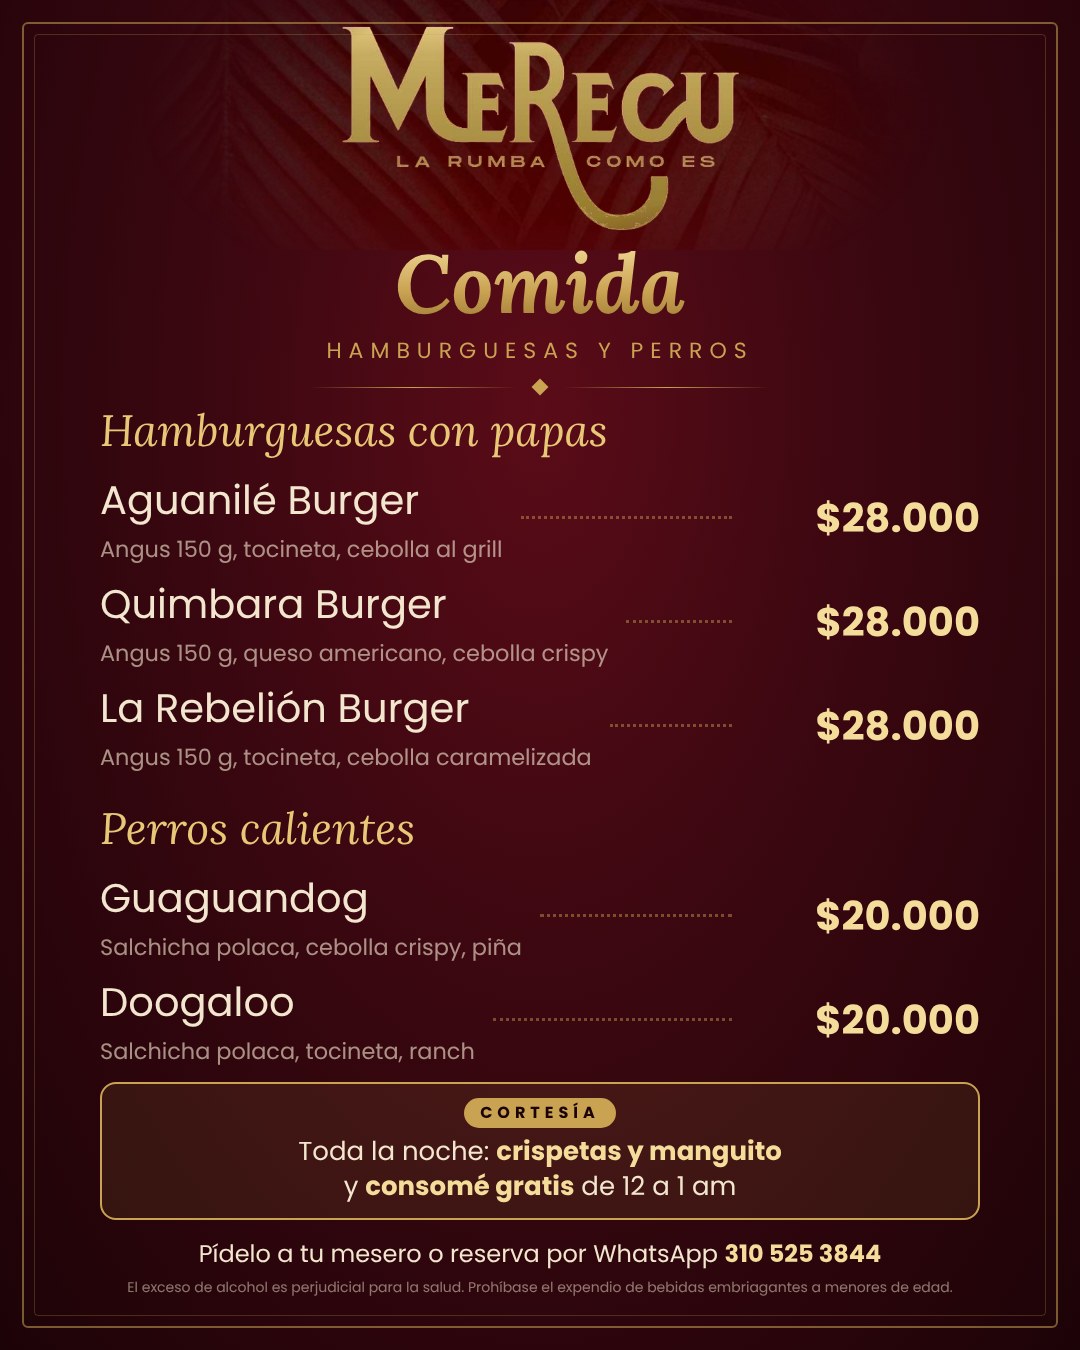 MERECU
LA RUMBA COMO ES
Comida
HAMBURGUESAS Y PERROS
Hamburguesas con papas
Aguanilé Burger
$28.000
Angus 150 g, tocineta, cebolla al grill
Quimbara Burger
$28.000
Angus 150 g, queso americano, cebolla crispy
La Rebelión Burger
$28.000
Angus 150 g, tocineta, cebolla caramelizada
Perros calientes
Guaguandog
$20.000
Salchicha polaca, cebolla crispy, piña
Doogaloo
$20.000
Salchicha polaca, tocineta, ranch
CORTESÍA
Toda la noche: crispetas y manguito
y consomé gratis de 12 a 1 am
Pídelo a tu mesero o reserva por WhatsApp 310 525 3844
El exceso de alcohol es perjudicial para la salud. Prohíbase el expendio de bebidas embriagantes a menores de edad.